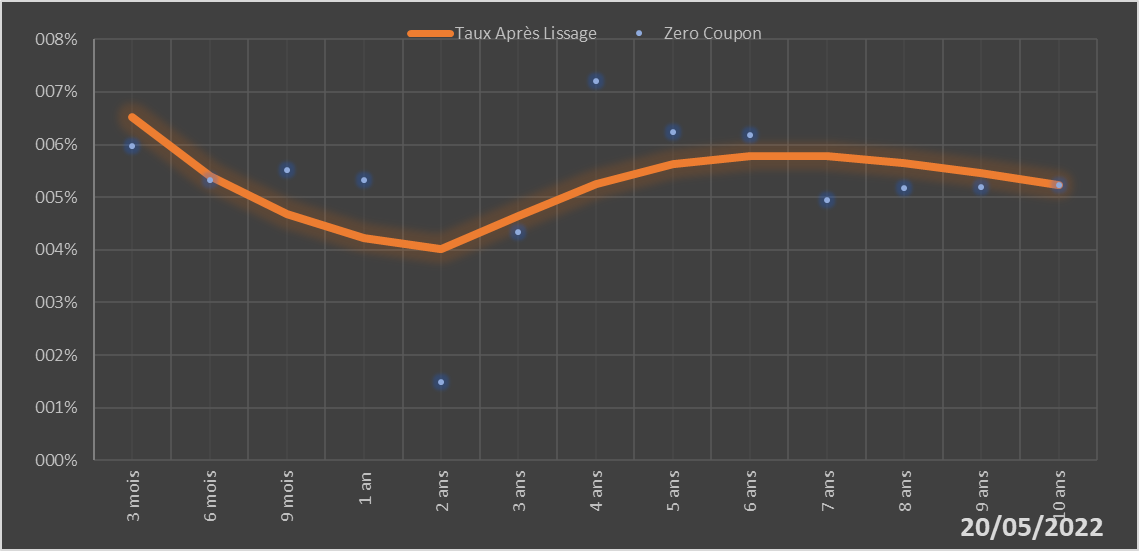 Taux Après Lissage Zero Coupon
008%
007%
006%
005%
004%
003%
002%
001%
000%
3 mois
6 mois
9 mois
1 an
2 ans
3 ans
4 ans
5 ans
6 ans
7 ans
8 ans
9 ans
10 ans
20/05/2022